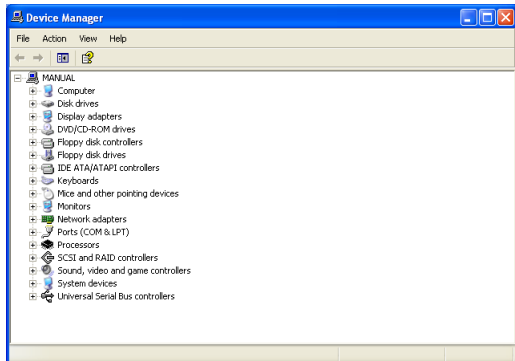 Device Manager
File Action View Help
MANUAL
Computer
Disk drives
Display adapters
DVD/CD-ROM drives
Floppy disk controllers
Floppy disk drives
IDE ATA/ATAPI controllers
Keyboards
Mice and other pointing devices
Monitors
Network adapters
Ports (COM & LPT)
Processors
SCSI and RAID controllers
Sound, video and game controllers
System devices
Universal Serial Bus controllers